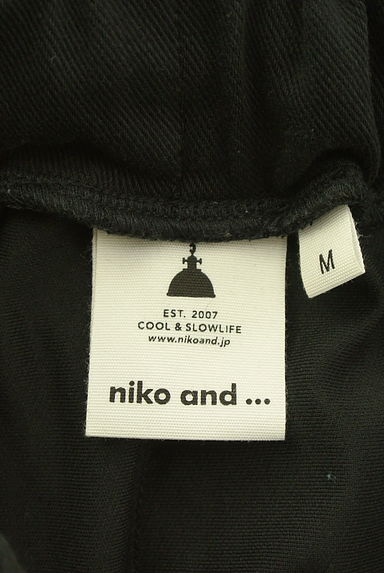 EST. 2007
COOL & SLOWLIFE
www.nikoand.jp
niko and ...
M